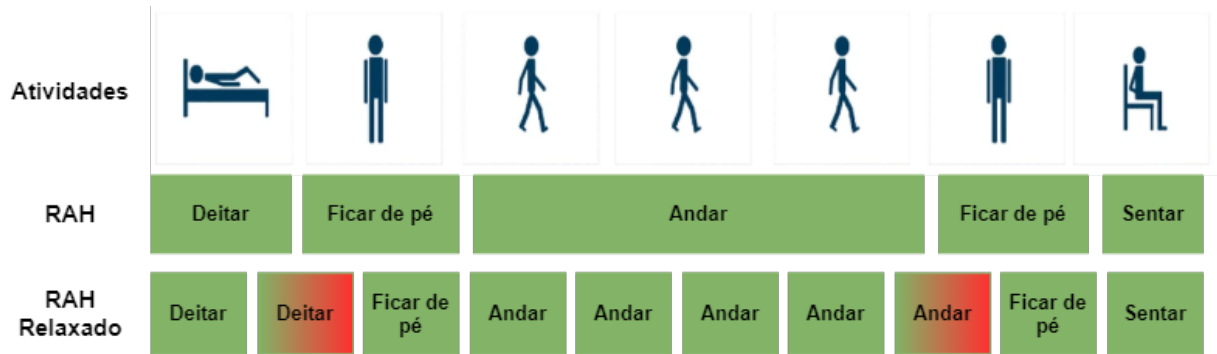 Atividades
RAH
Deitar
Ficar de pé
Andar
Ficar de pé
Sentar
RAH
Relaxado
Deitar
Deitar
Ficar de
pé
Andar
Andar
Andar
Andar
Andar
Ficar de
pé
Sentar